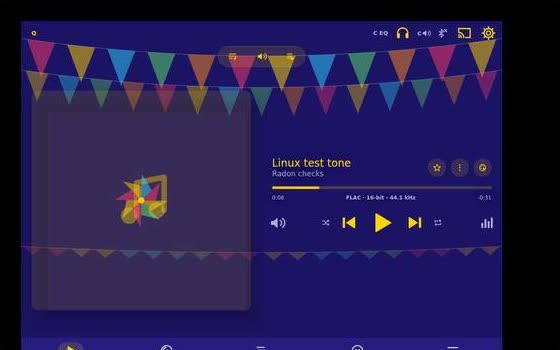 C EQ
Linux test tone
Radon checks
0:08
FLAC · 16-bit · 44.1 kHz
-0:31